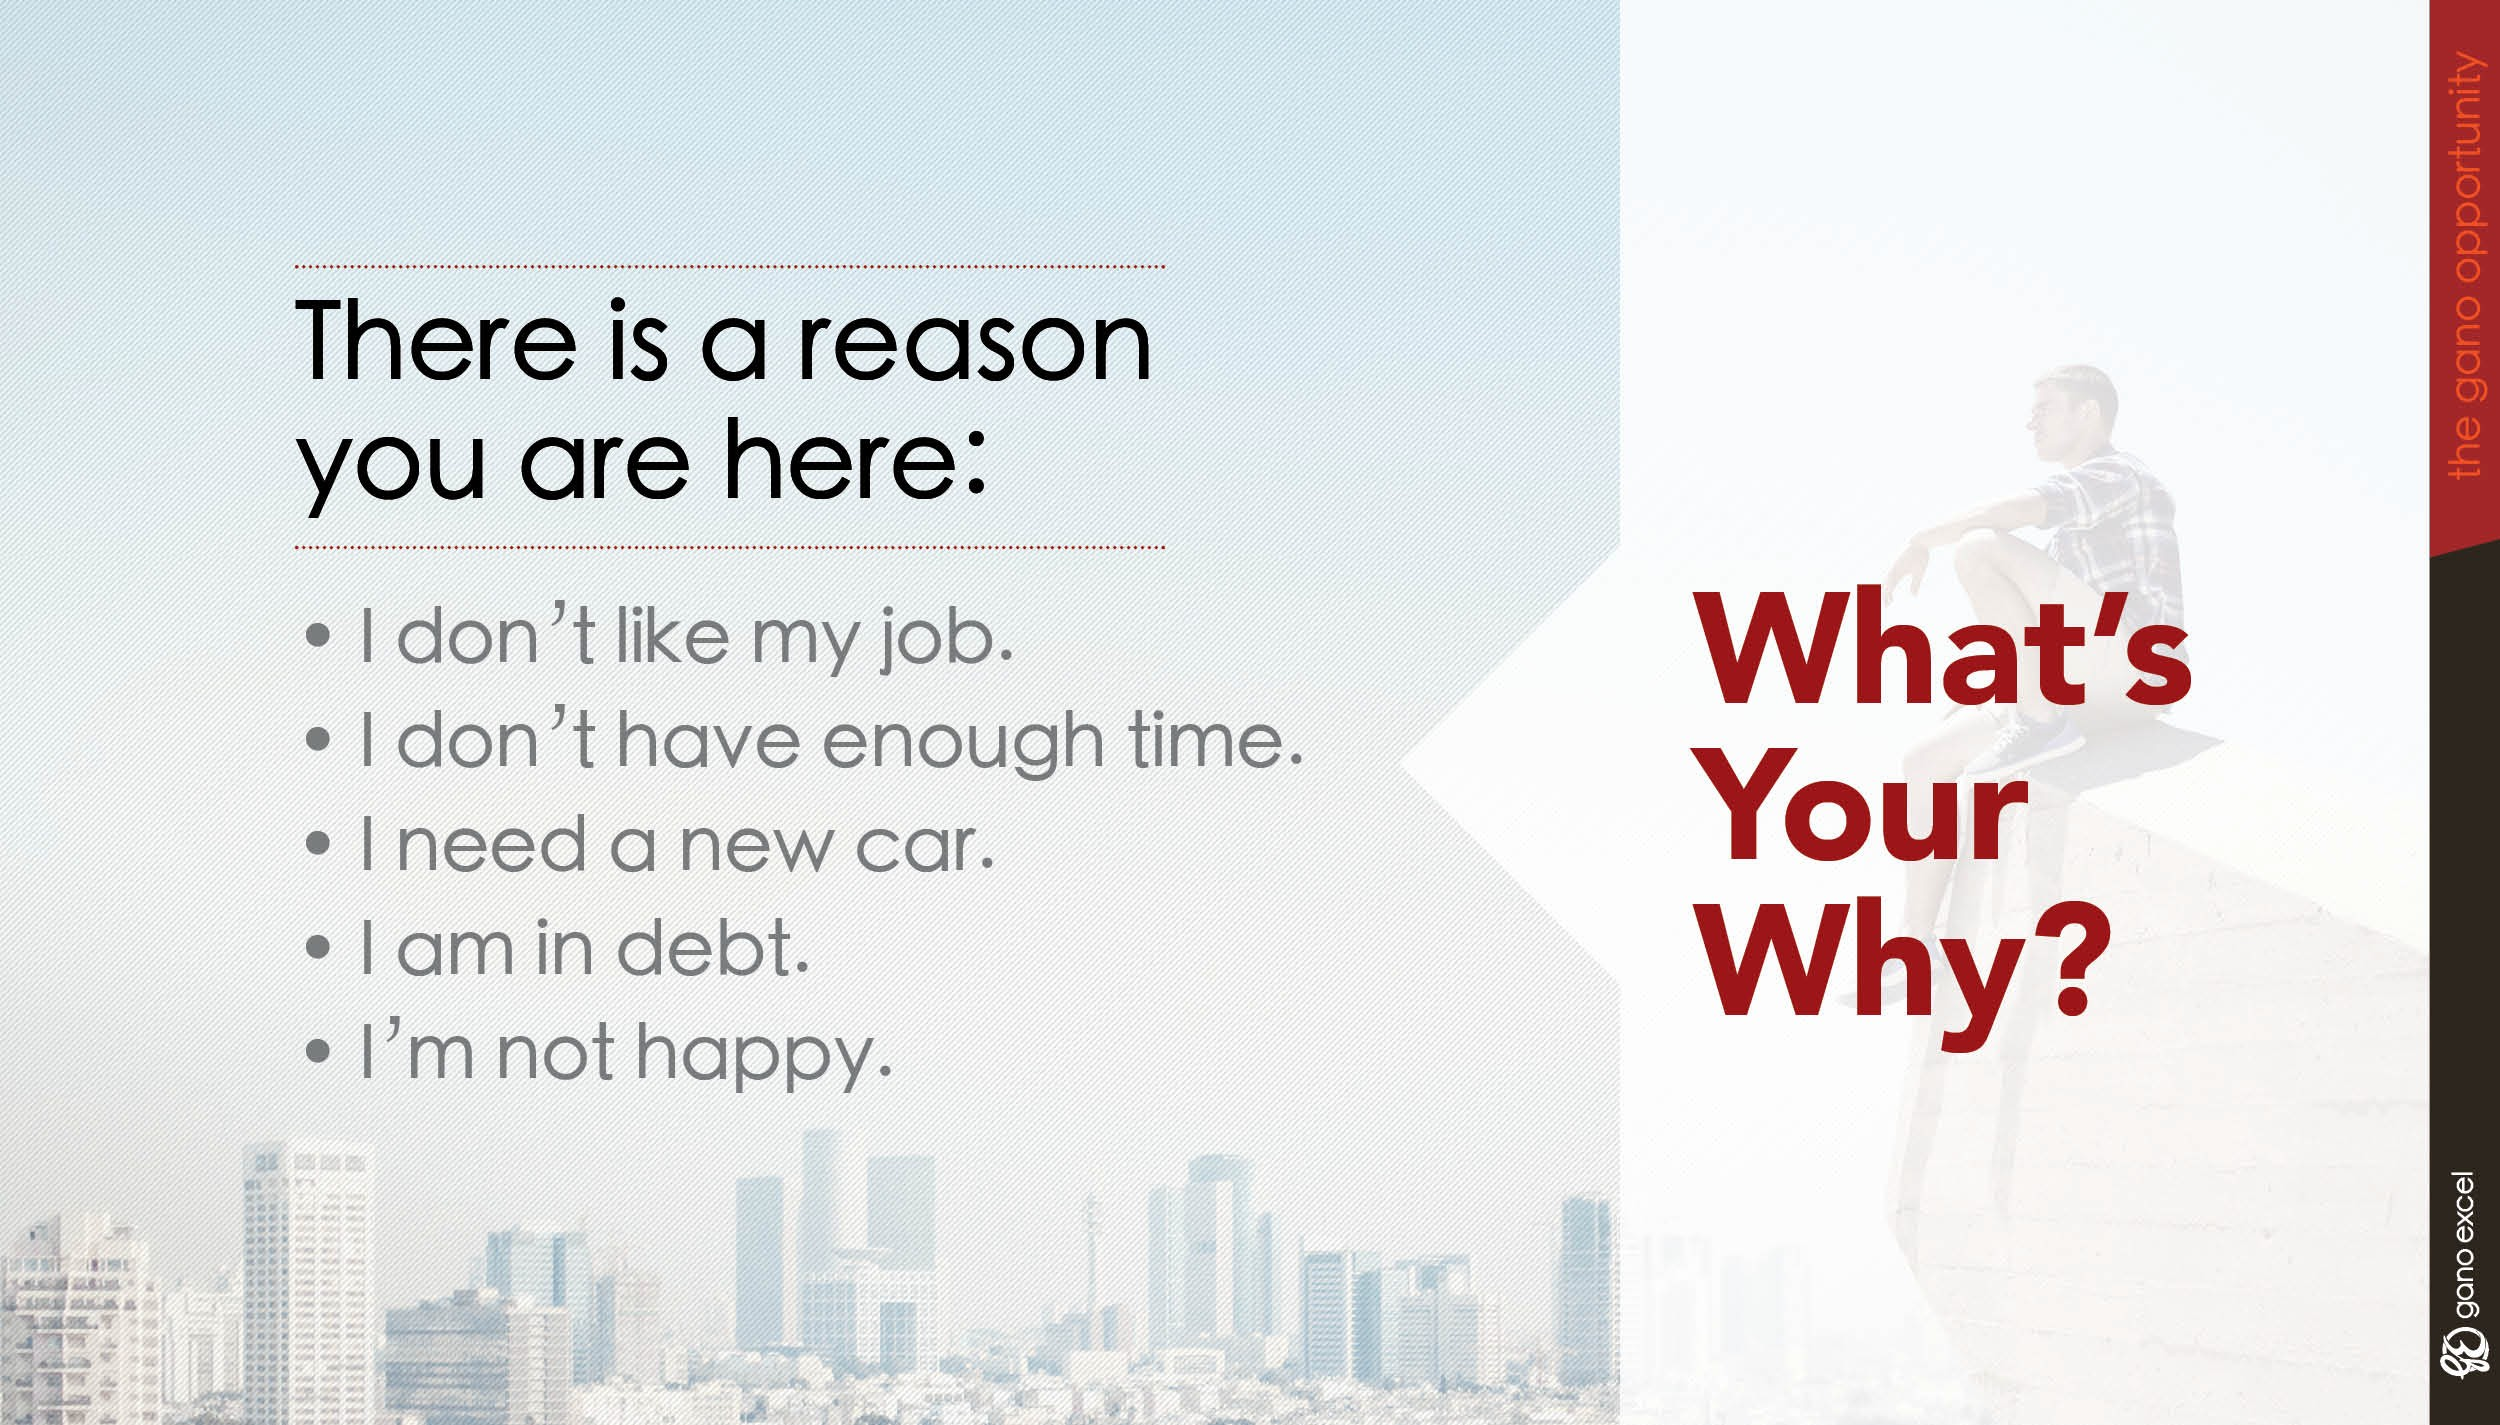 There is a reason
you are here:
• I don't like my job.
• I don't have enough time.
• I need a new car.
• I am in debt.
• I'm not happy.
What's
Your
Why?
the gano opportunity
gano excel